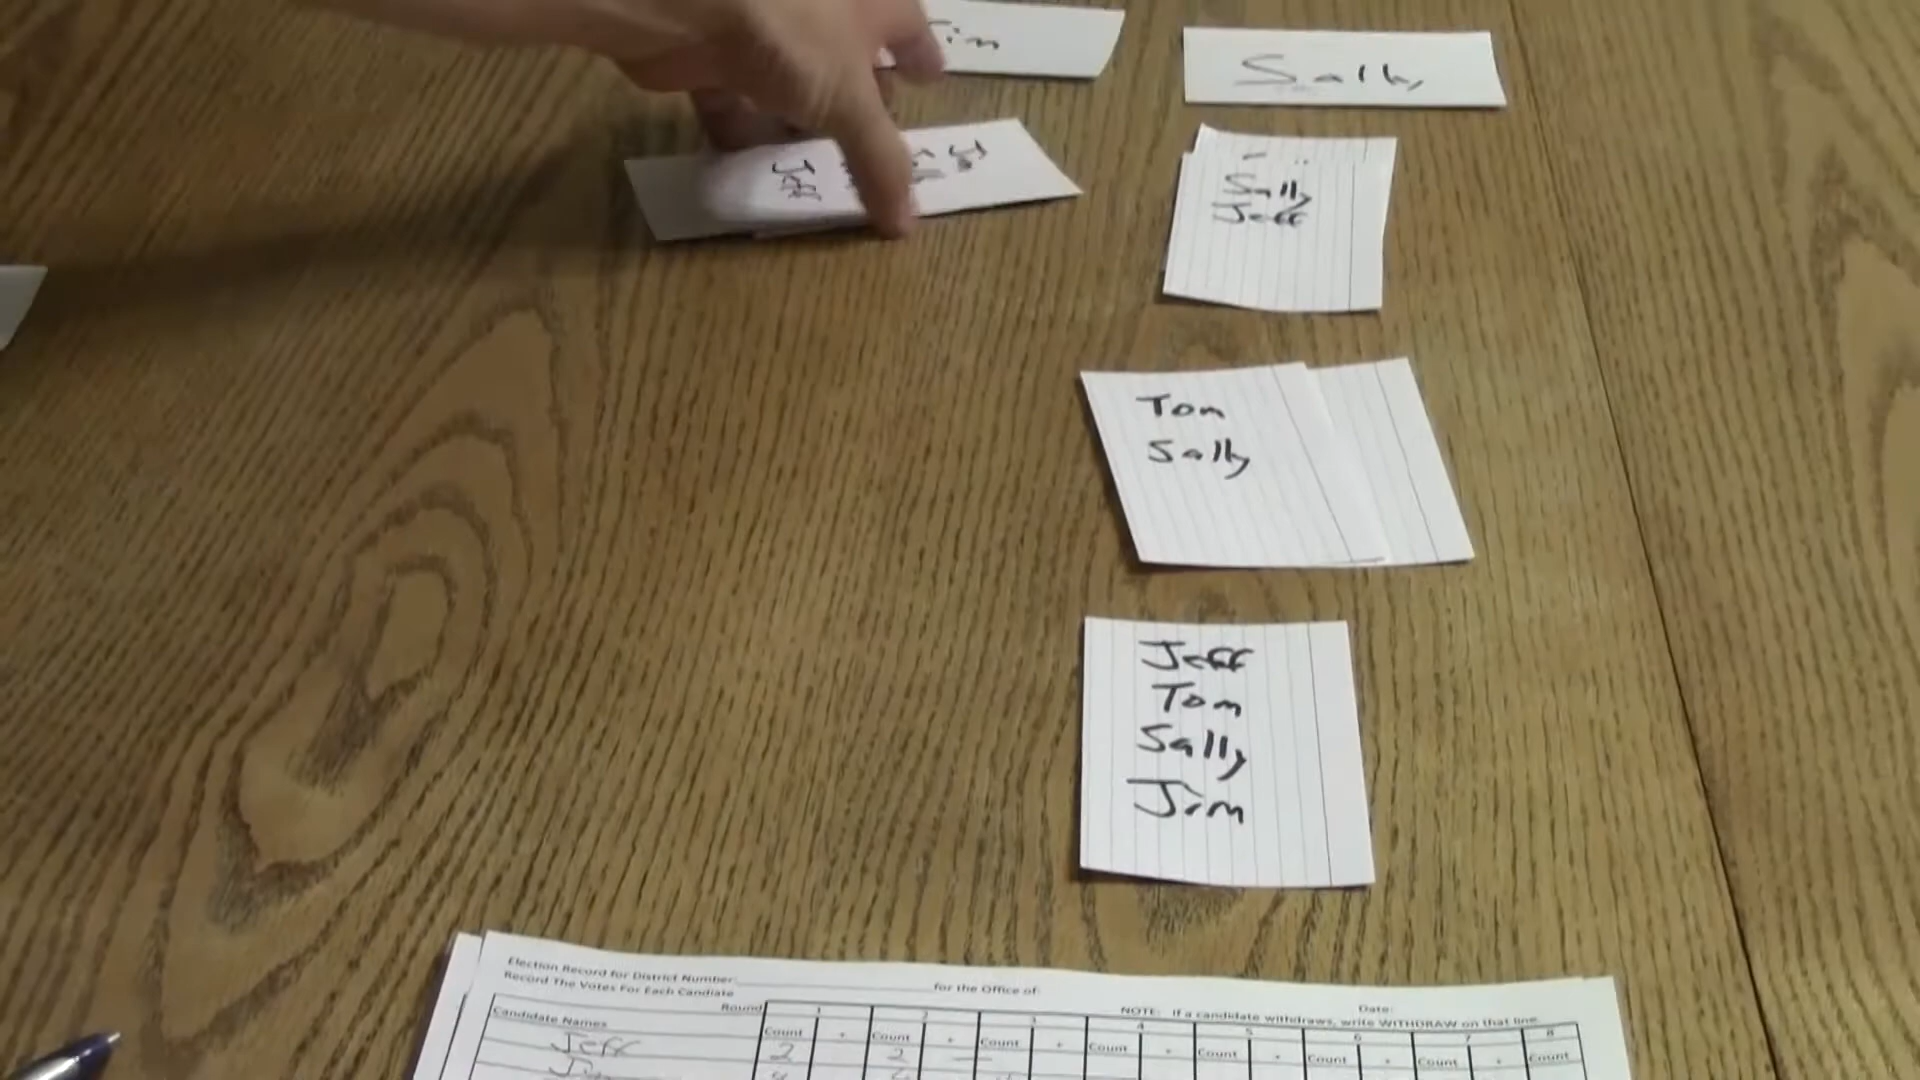 Jim
Sally
Jeff
Sally
Jeff
Tom
Sally
Jeff
Tom
Sally
Jim
Election Record for District Number: for the Office of: Date:
Record The Votes For Each Candiate NOTE: If a candidate withdraws, write WITHDRAW on that line.
Round 1 2 3 4 5 6 7 8
Candidate Names Count + Count + Count + Count + Count + Count + Count + Count
Jeff 2 2 —